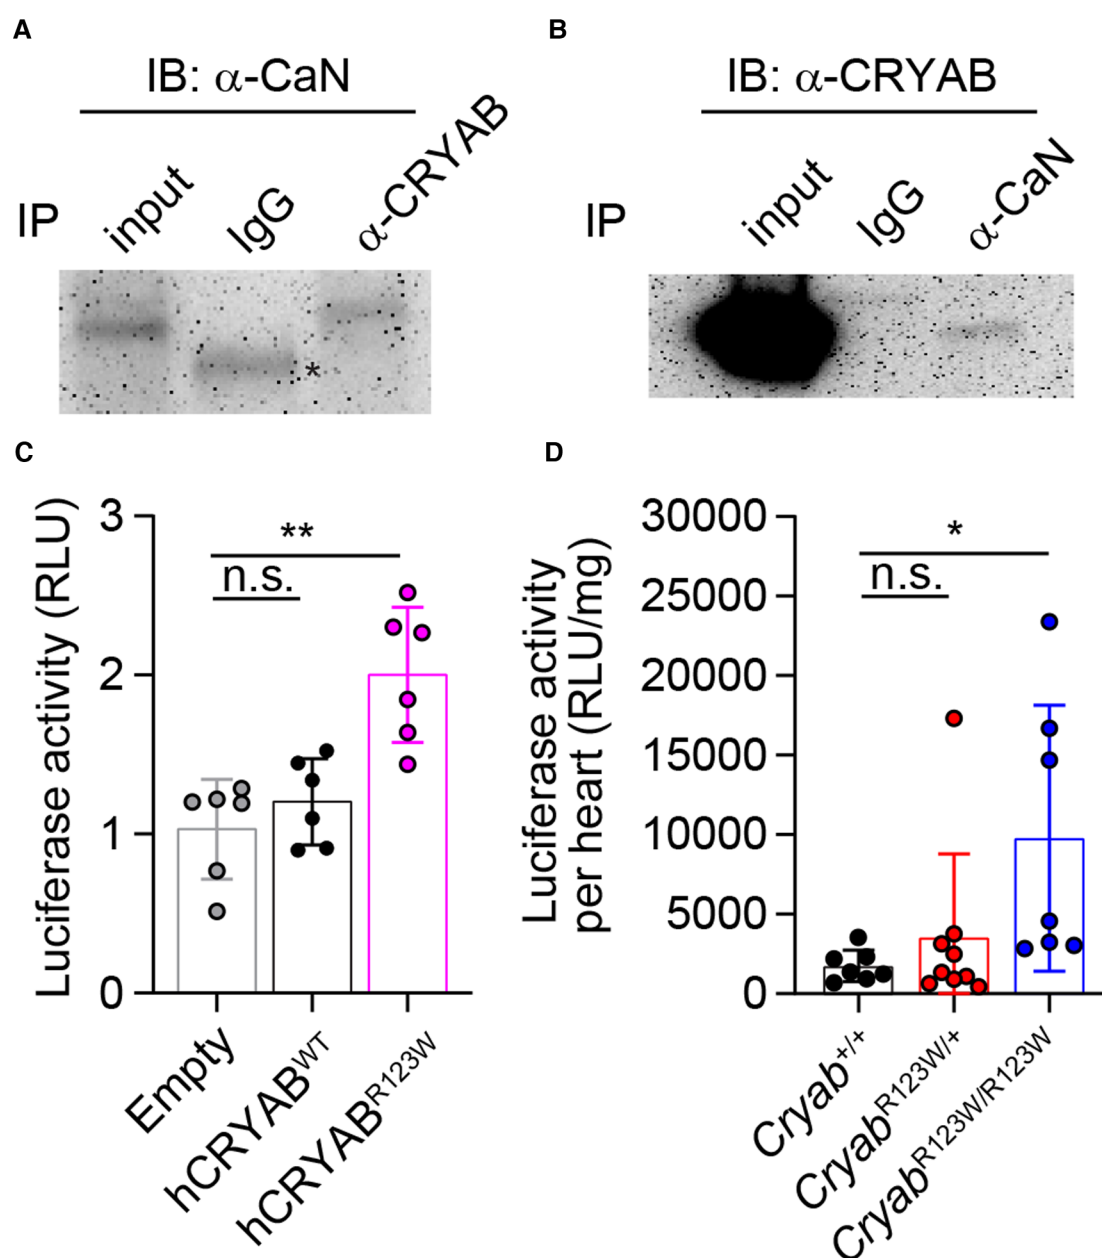 A
IB: α-CaN
IP
input
IgG
α-CRYAB
*
B
IB: α-CRYAB
IP
input
IgG
α-CaN
C
Luciferase activity (RLU)
3
2
1
0
**
n.s.
Empty
hCRYAB^WT
hCRYAB^R123W
D
Luciferase activity
per heart (RLU/mg)
30000
25000
20000
15000
10000
5000
0
*
n.s.
Cryab^+/+
Cryab^R123W/+
Cryab^R123W/R123W